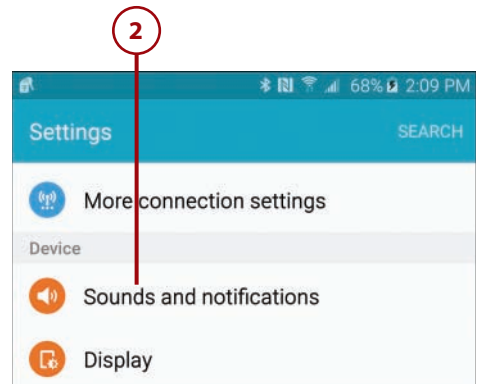 2
68% 2:09 PM
Settings SEARCH
More connection settings
Device
Sounds and notifications
Display